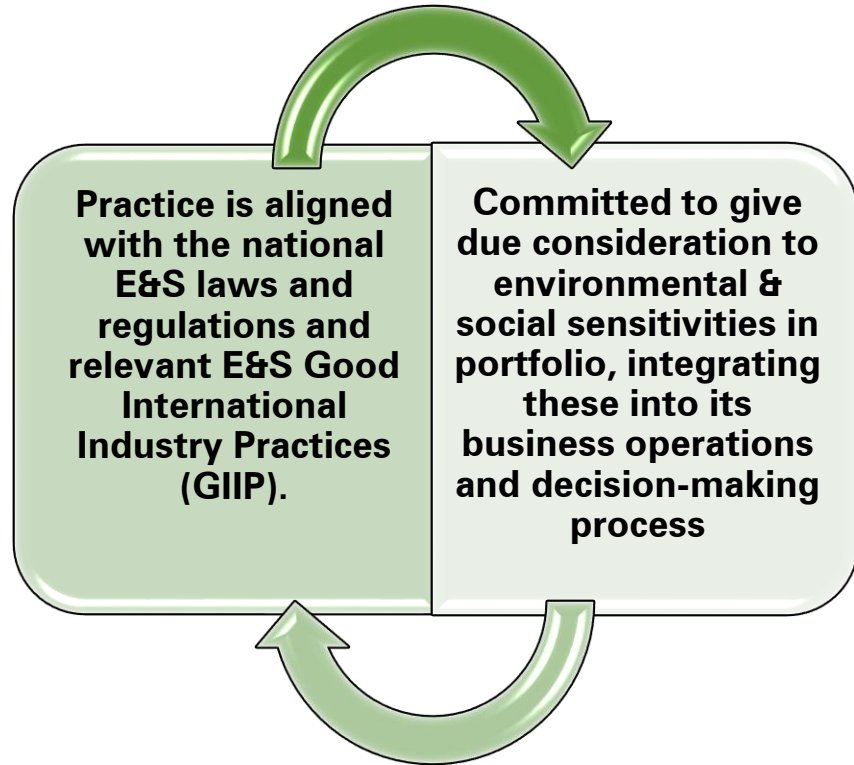 Practice is aligned
with the national
E&S laws and
regulations and
relevant E&S Good
International
Industry Practices
(GIIP).
Committed to give
due consideration to
environmental &
social sensitivities in
portfolio, integrating
these into its
business operations
and decision-making
process